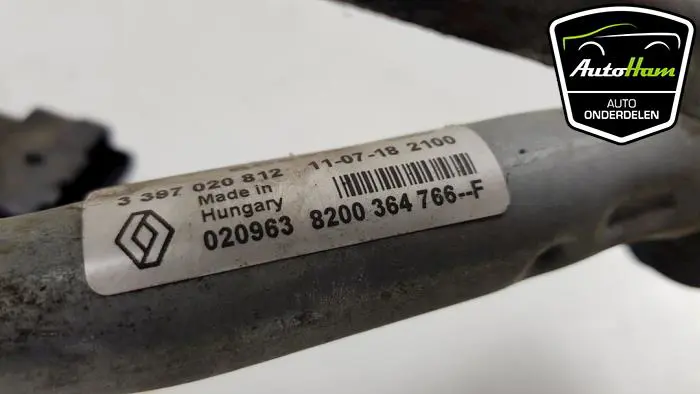 AutoHam
AUTO
ONDERDELEN
3 397 020 812 11-07-18 2100
Made in
Hungary
020963 8200 364 766--F